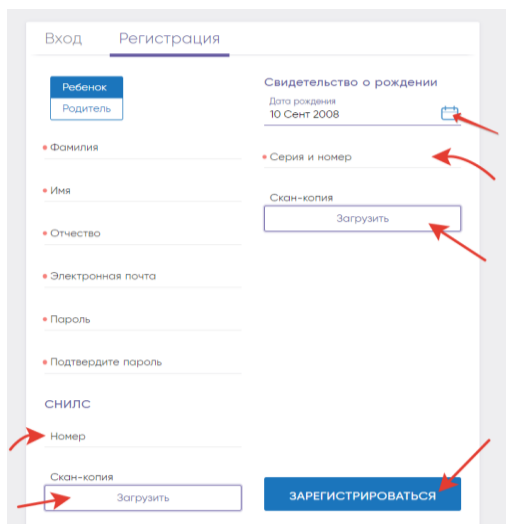 Вход Регистрация
Ребенок
Родитель
Фамилия
Имя
Отчество
Электронная почта
Пароль
Подтвердите пароль
СНИЛС
Номер
Скан-копия
Загрузить
Свидетельство о рождении
Дата рождения
10 Сент 2008
Серия и номер
Скан-копия
Загрузить
ЗАРЕГИСТРИРОВАТЬСЯ